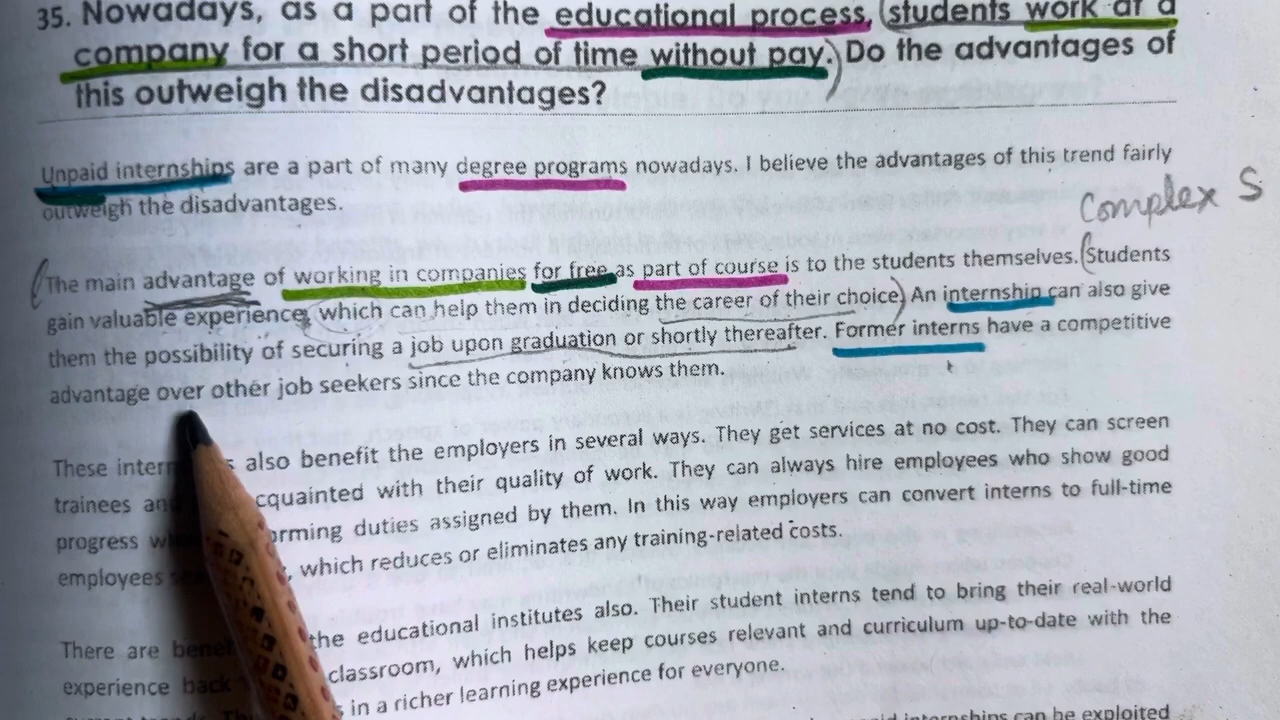 35. Nowadays, as a part of the educational process, (students work at a
company for a short period of time without pay.) Do the advantages of
this outweigh the disadvantages?
Unpaid internships are a part of many degree programs nowadays. I believe the advantages of this trend fairly
outweigh the disadvantages.
Complex S
(The main advantage of working in companies for free as part of course is to the students themselves. (Students
gain valuable experience, which can help them in deciding the career of their choice.) An internship can also give
them the possibility of securing a job upon graduation or shortly thereafter. Former interns have a competitive
advantage over other job seekers since the company knows them.
These also benefit the employers in several ways. They get services at no cost. They can screen
trainees with their quality of work. They can always hire employees who show good
progress duties assigned by them. In this way employers can convert interns to full-time
employees , which reduces or eliminates any training-related costs.
There are the educational institutes also. Their student interns tend to bring their real-world
experience back classroom, which helps keep courses relevant and curriculum up-to-date with the
in a richer learning experience for everyone.
internships can be exploited